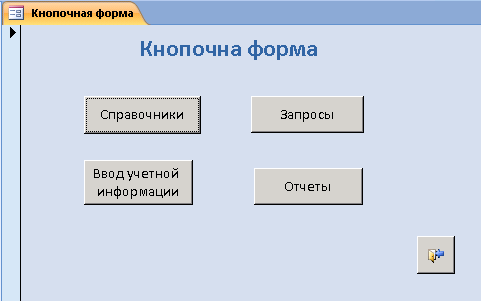 Кнопочная форма
Кнопочна форма
Справочники
Запросы
Ввод учетной
информации
Отчеты